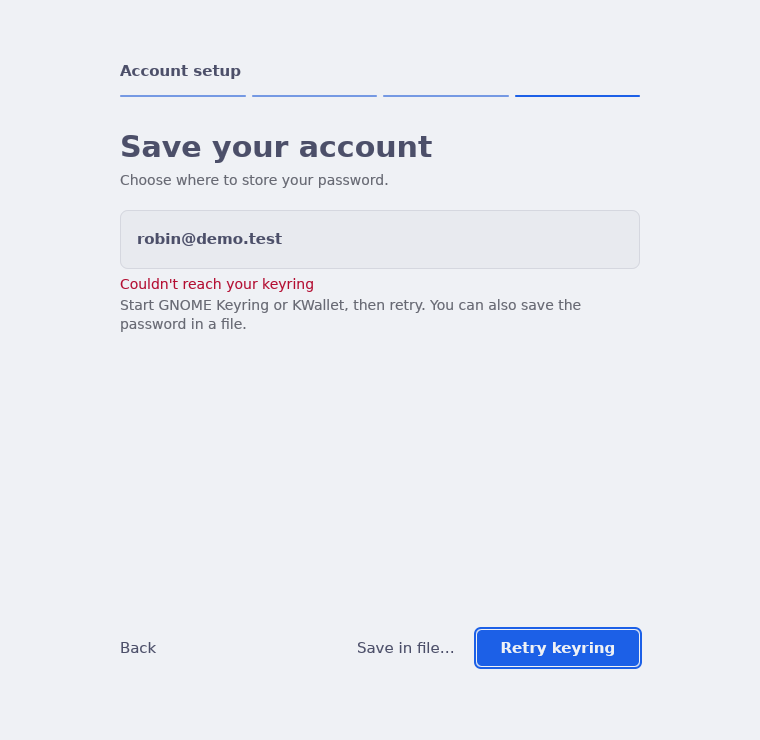 Account setup
Save your account
Choose where to store your password.
robin@demo.test
Couldn't reach your keyring
Start GNOME Keyring or KWallet, then retry. You can also save the
password in a file.
Back
Save in file...
Retry keyring